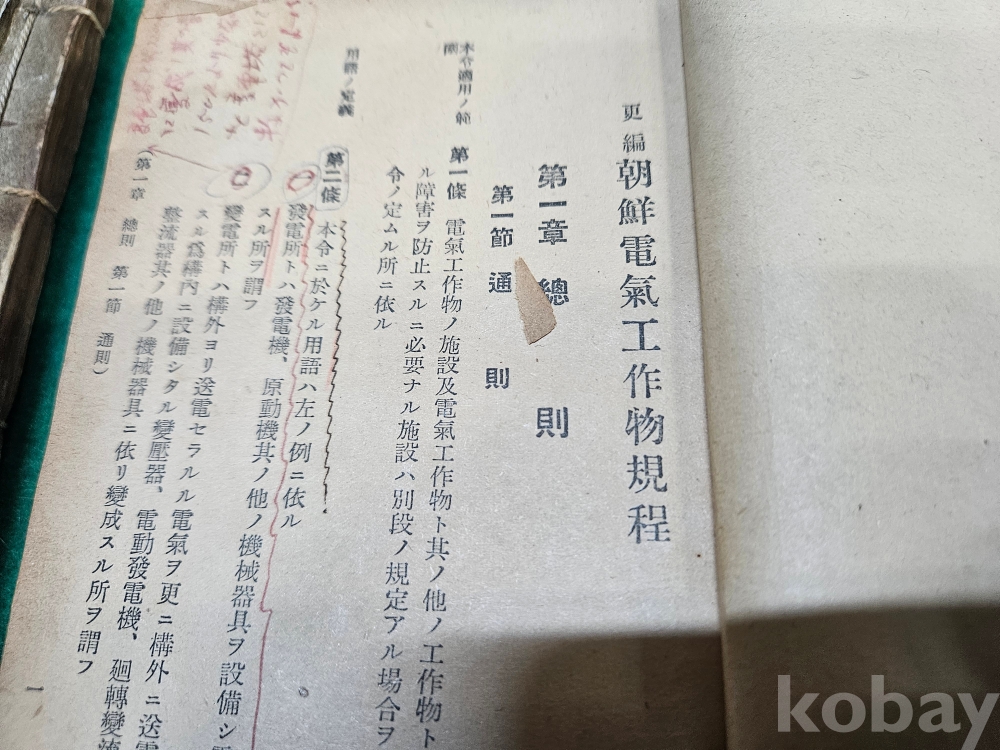 更編 朝鮮電氣工作物規程
第一章 總則
第一節 通則
本令適用ノ範圍
第一條 電氣工作物ノ施設及電氣工作物ト其ノ他ノ工作物ト
ル障害ヲ防止スルニ必要ナル施設ハ別段ノ規定アル場合ヲ
令ノ定ムル所ニ依ル
用語ノ定義
第二條 本令ニ於ケル用語ハ左ノ例ニ依ル
發電所トハ發電機、原動機其ノ他ノ機械器具ヲ設備シ
スル所ヲ謂フ
變電所トハ構外ヨリ送電セラルル電氣ヲ更ニ構外ニ送
スル爲構內ニ設備シタル變壓器、電動發電機、廻轉變流
整流器其ノ他ノ機械器具ニ依リ變成スル所ヲ謂フ
(第一章 總則 第一節 通則)
一
kobay